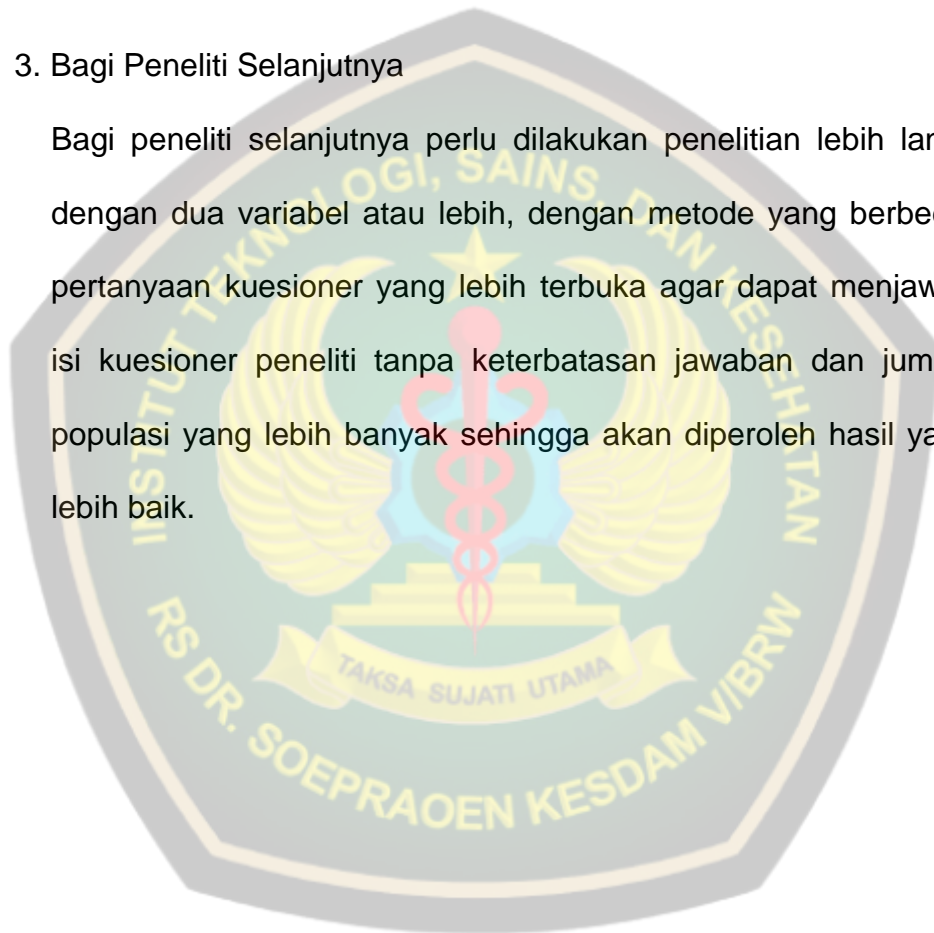 3. Bagi Peneliti Selanjutnya
Bagi peneliti selanjutnya perlu dilakukan penelitian lebih lan
dengan dua variabel atau lebih, dengan metode yang berbed
pertanyaan kuesioner yang lebih terbuka agar dapat menjaw
isi kuesioner peneliti tanpa keterbatasan jawaban dan jum
populasi yang lebih banyak sehingga akan diperoleh hasil ya
lebih baik.
INSTITUT TEKNOLOGI, SAINS, DAN KESEHATAN
TAKSA SUJATI UTAMA
RS DR. SOEPRAOEN KESDAM V/BRW